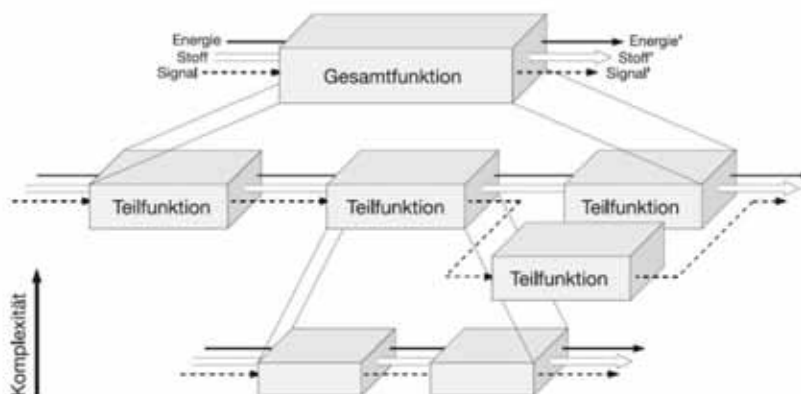 Energie
Stoff
Signal
Gesamtfunktion
Energie'
Stoff'
Signal'
Teilfunktion
Teilfunktion
Teilfunktion
Teilfunktion
Komplexität